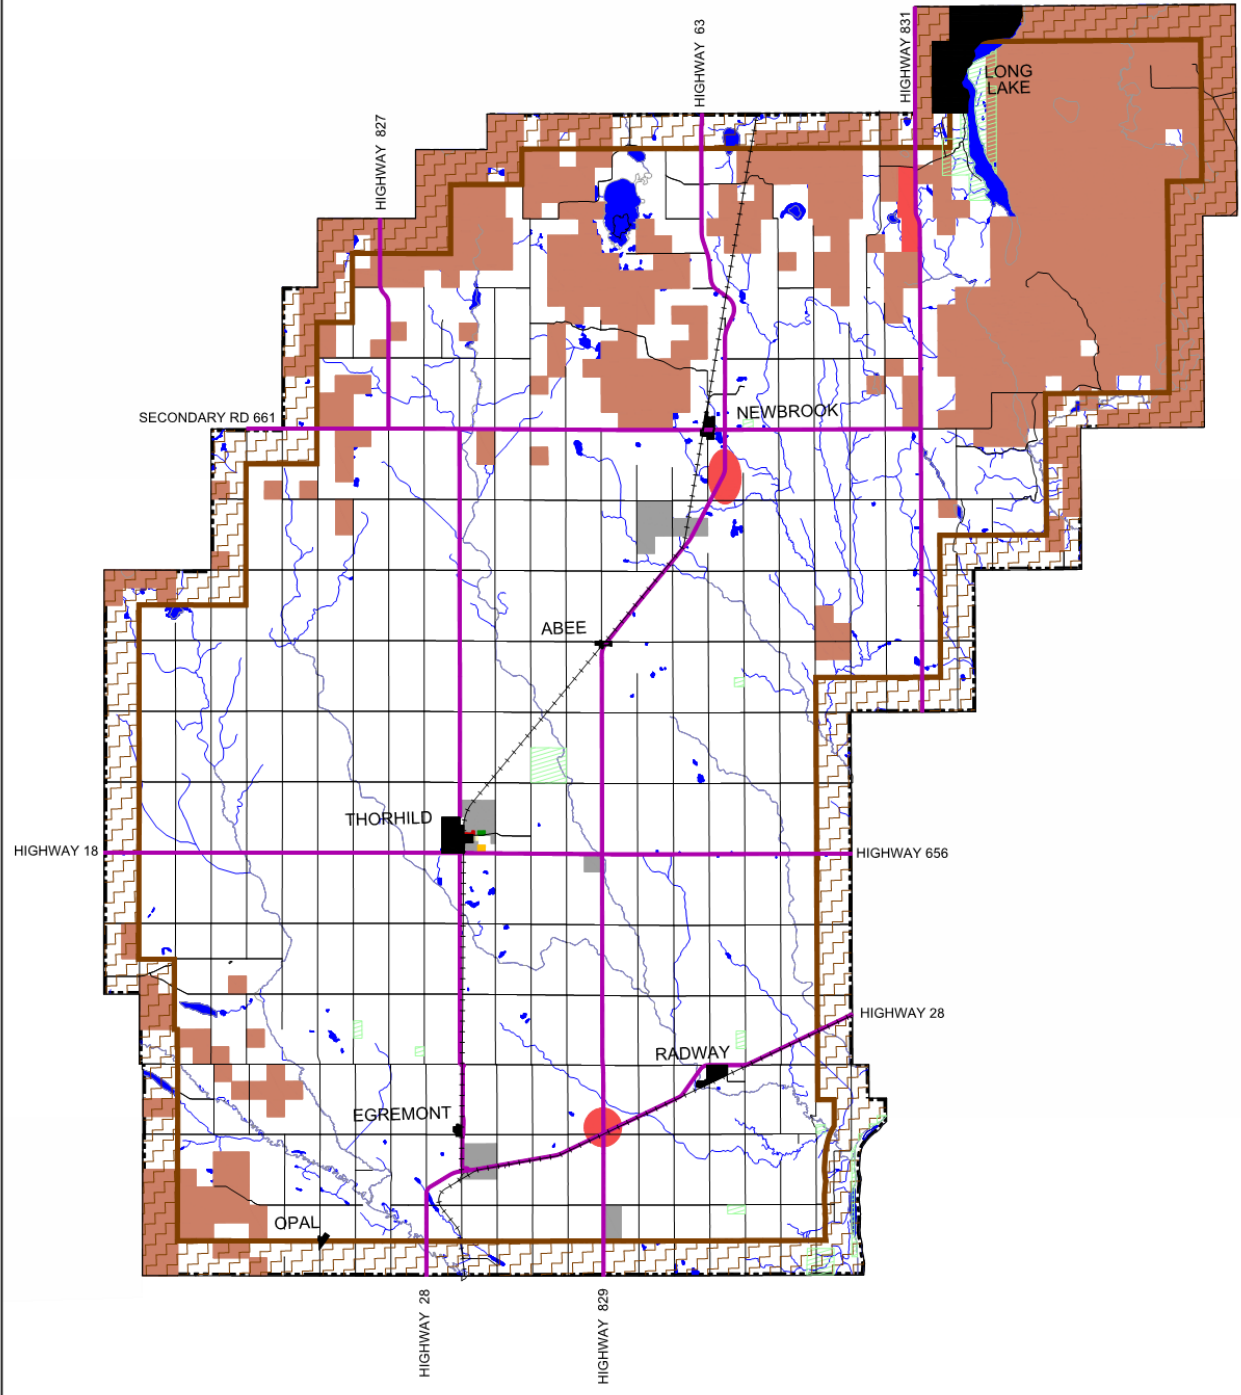 HIGHWAY 831
HIGHWAY 63
LONG
LAKE
HIGHWAY 827
NEWBROOK
SECONDARY RD 661
ABEE
THORHILD
HIGHWAY 18
HIGHWAY 656
HIGHWAY 28
RADWAY
EGREMONT
OPAL
HIGHWAY 28
HIGHWAY 829